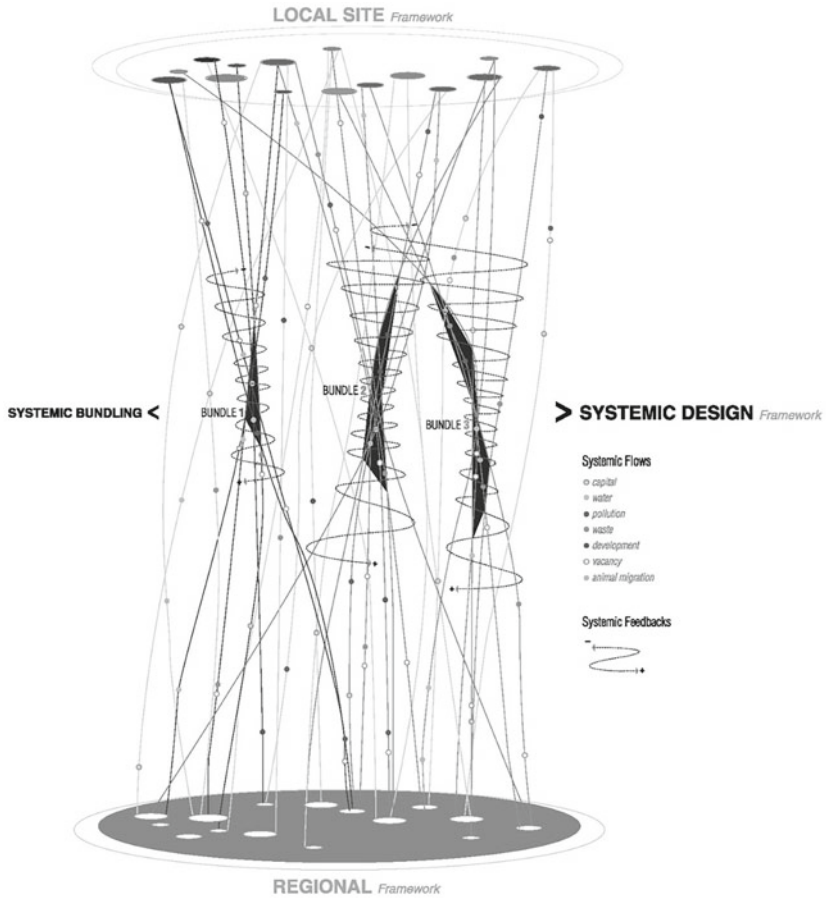 LOCAL SITE Framework
BUNDLE 2
SYSTEMIC BUNDLING <
BUNDLE 1
BUNDLE 3
> SYSTEMIC DESIGN Framework
Systemic Flows
capital
water
pollution
waste
development
vacancy
animal migration
Systemic Feedbacks
- 
+
REGIONAL Framework